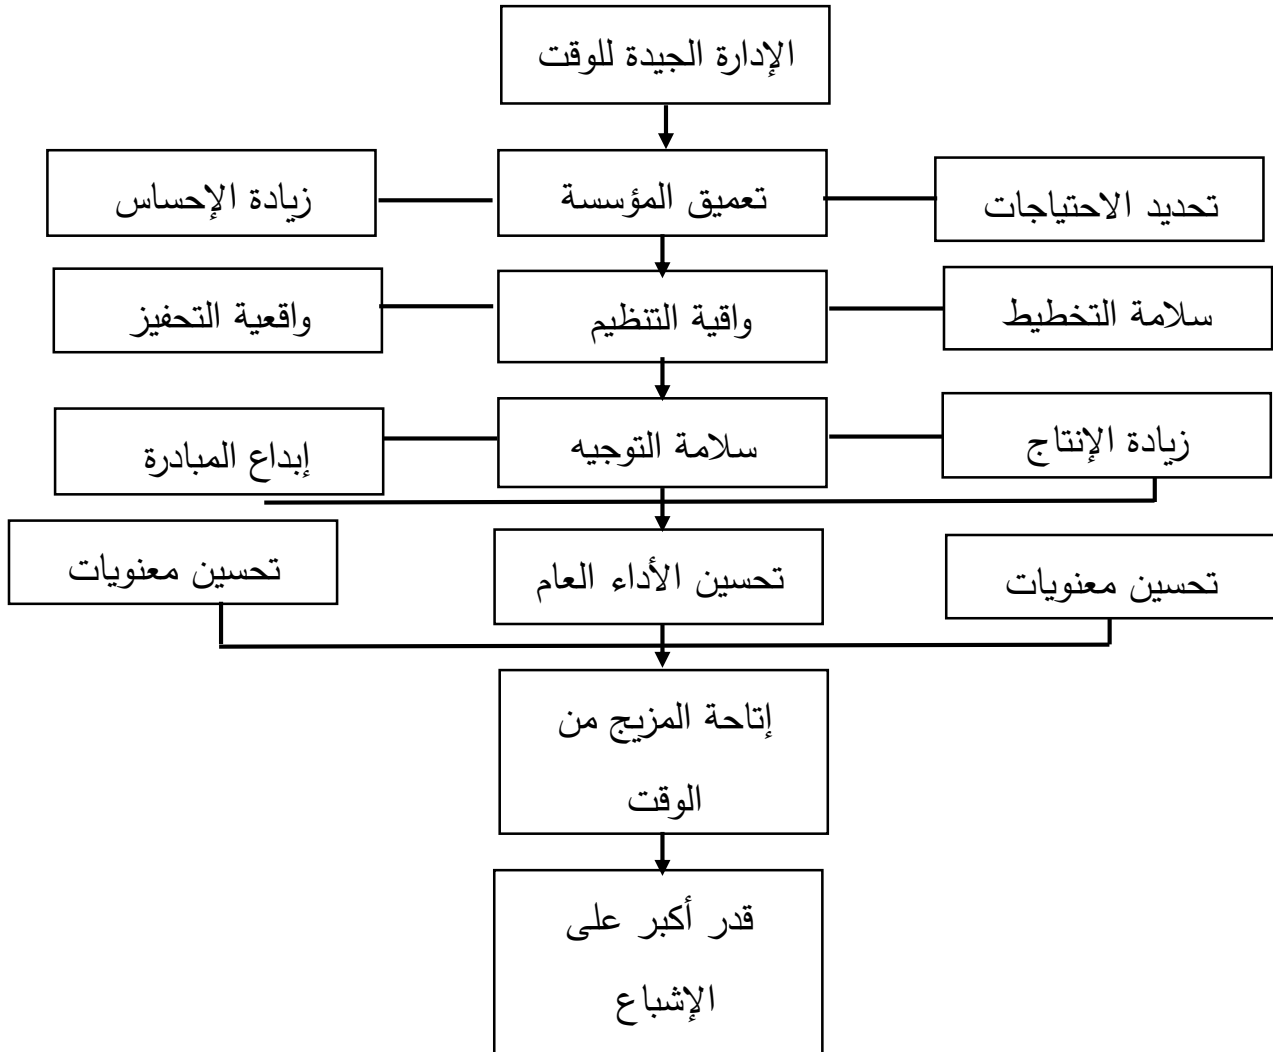 الإدارة الجيدة للوقت
تحديد الاحتياجات
تعميق المؤسسة
زيادة الإحساس
سلامة التخطيط
واقية التنظيم
واقعية التحفيز
زيادة الإنتاج
سلامة التوجيه
إبداع المبادرة
تحسين معنويات
تحسين الأداء العام
تحسين معنويات
إتاحة المزيج من
الوقت
قدر أكبر على
الإشباع